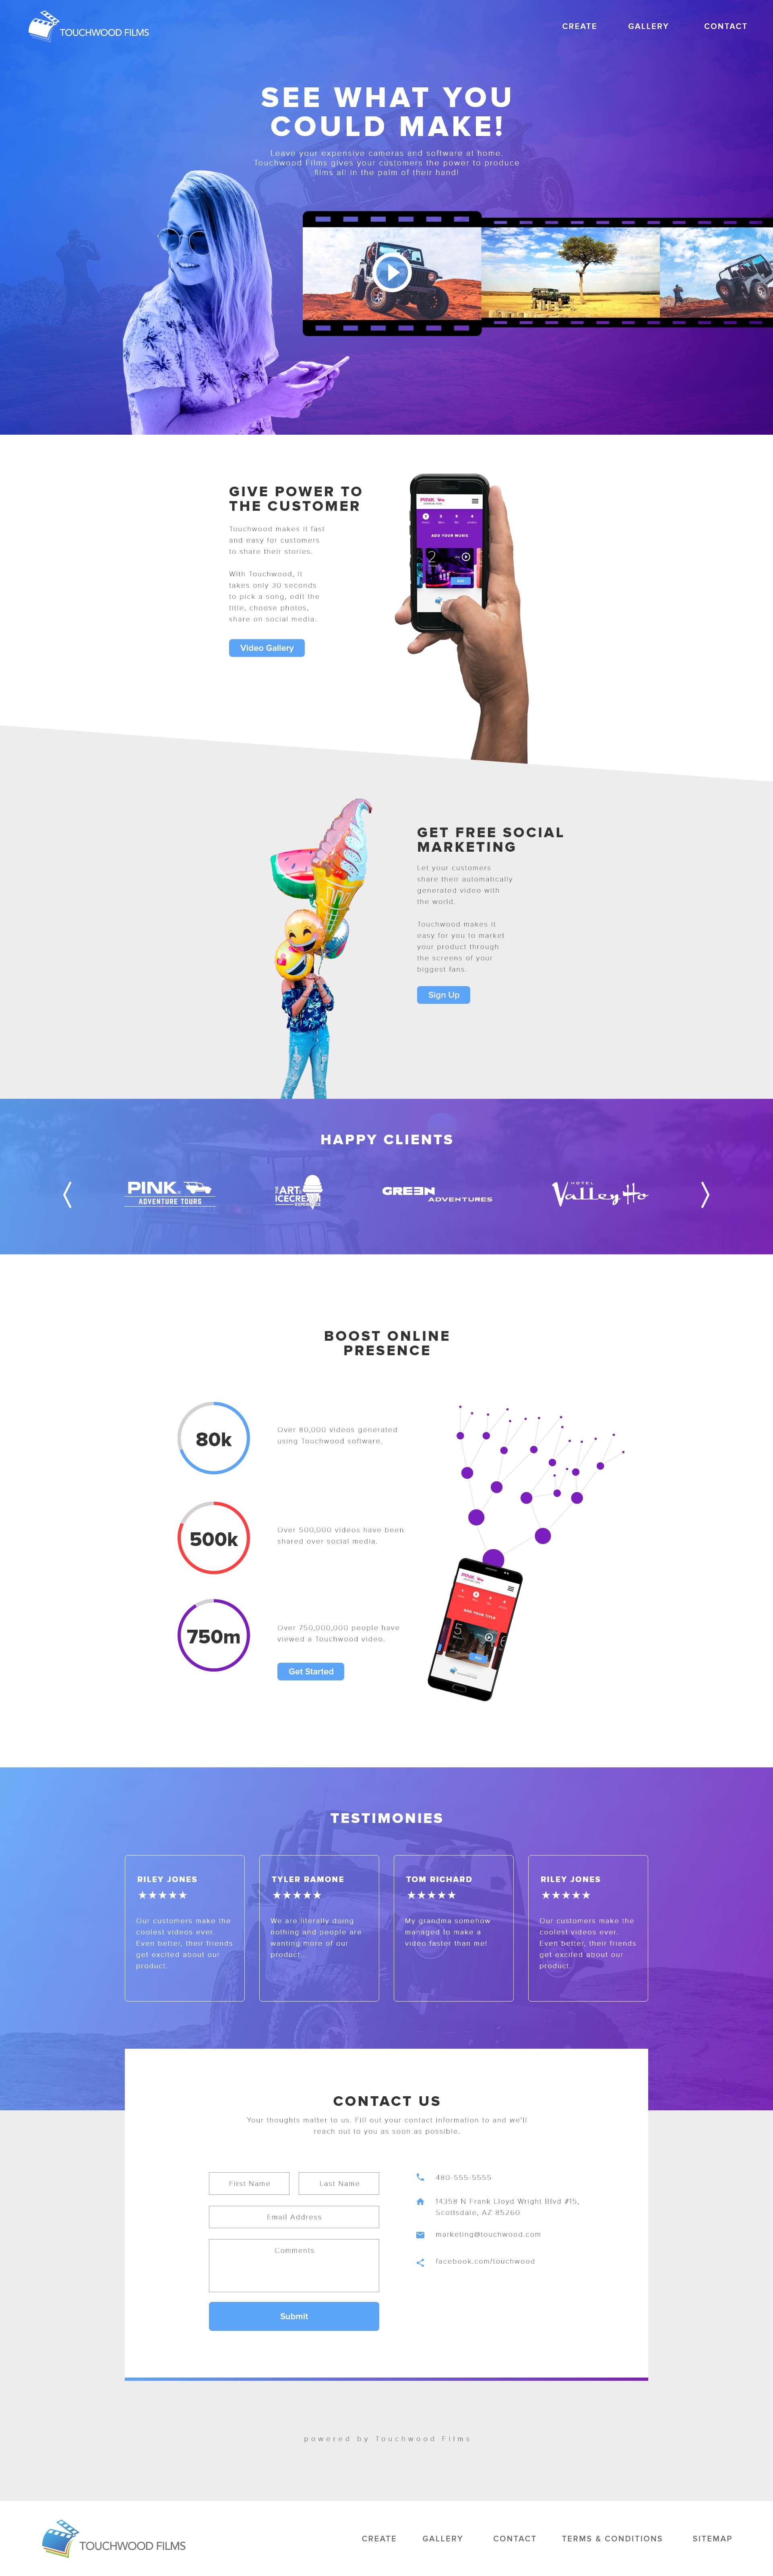 TOUCHWOOD FILMS
CREATE
GALLERY
CONTACT
SEE WHAT YOU
COULD MAKE!
Leave your expensive cameras and software at home.
Touchwood Films gives your customers the power to produce
films all in the palm of their hand!
GIVE POWER TO
THE CUSTOMER
Touchwood makes it fast
and easy for customers
to share their stories.
With Touchwood, it
takes only 30 seconds
to pick a song, edit the
title, choose photos,
share on social media.
Video Gallery
PINK
1 2 3 4
ADD YOUR MUSIC
2
GET FREE SOCIAL
MARKETING
Let your customers
share their automatically
generated video with
the world.
Touchwood makes it
easy for you to market
your product through
the screens of your
biggest fans.
Sign Up
HAPPY CLIENTS
PINK
ADVENTURE TOURS
THE ART of
ICECREAM
EXPERIENCE
GREEN
ADVENTURES
HOTEL
Valley Ho
BOOST ONLINE
PRESENCE
80k
Over 80,000 videos generated
using Touchwood software.
500k
Over 500,000 videos have been
shared over social media.
750m
Over 750,000,000 people have
viewed a Touchwood video.
Get Started
PINK
ADD YOUR TITLE
5
TESTIMONIES
RILEY JONES
★★★★★
Our customers make the
coolest videos ever.
Even better, their friends
get excited about our
product.
TYLER RAMONE
★★★★★
We are literally doing
nothing and people are
wanting more of our
product...
TOM RICHARD
★★★★★
My grandma somehow
managed to make a
video faster than me!
RILEY JONES
★★★★★
Our customers make the
coolest videos ever.
Even better, their friends
get excited about our
product.
CONTACT US
Your thoughts matter to us. Fill out your contact information to and we'll
reach out to you as soon as possible.
First Name
Last Name
Email Address
Comments
Submit
480-555-5555
14358 N Frank Lloyd Wright Blvd #15,
Scottsdale, AZ 85260
marketing@touchwood.com
facebook.com/touchwood
powered by Touchwood Films
TOUCHWOOD FILMS
CREATE
GALLERY
CONTACT
TERMS & CONDITIONS
SITEMAP